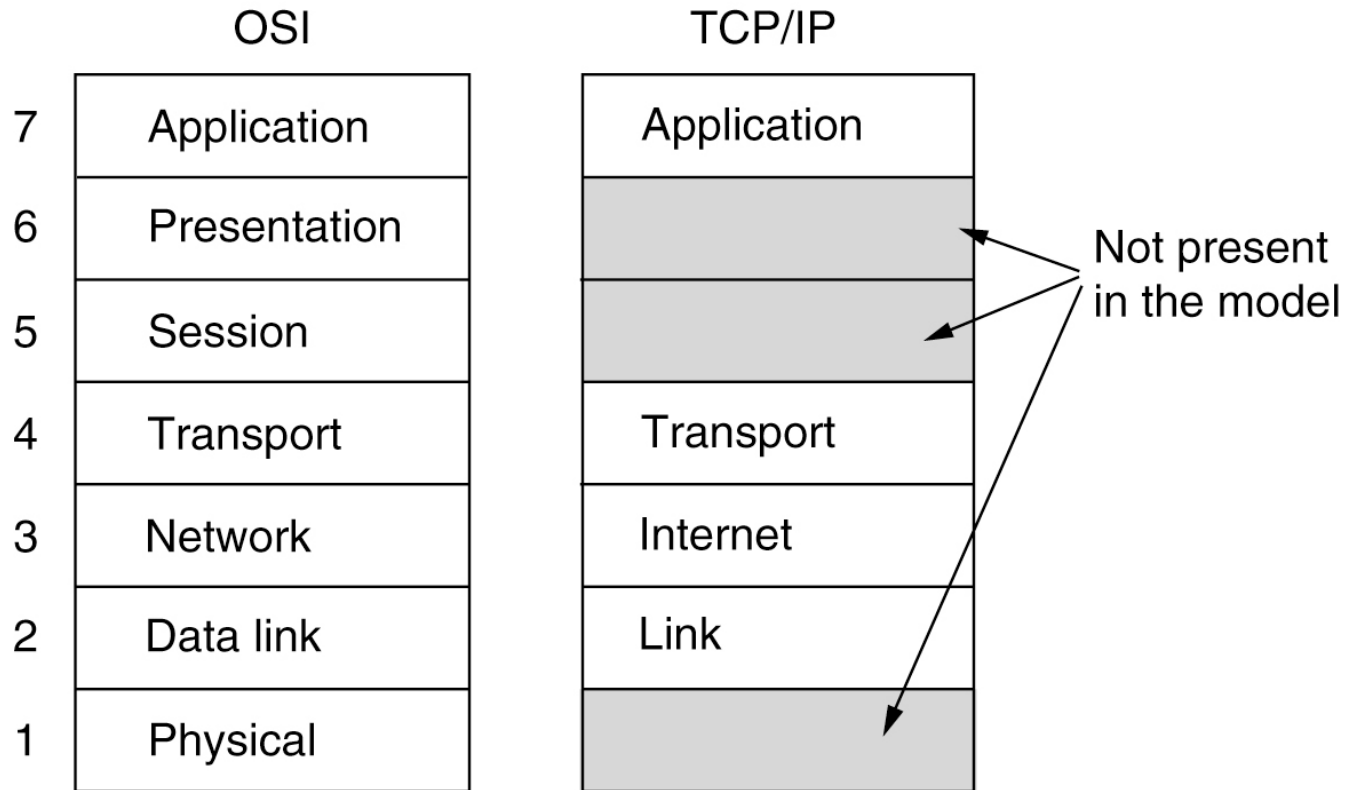 OSI TCP/IP
7 Application Application
6 Presentation
5 Session
Not present
in the model
4 Transport Transport
3 Network Internet
2 Data link Link
1 Physical